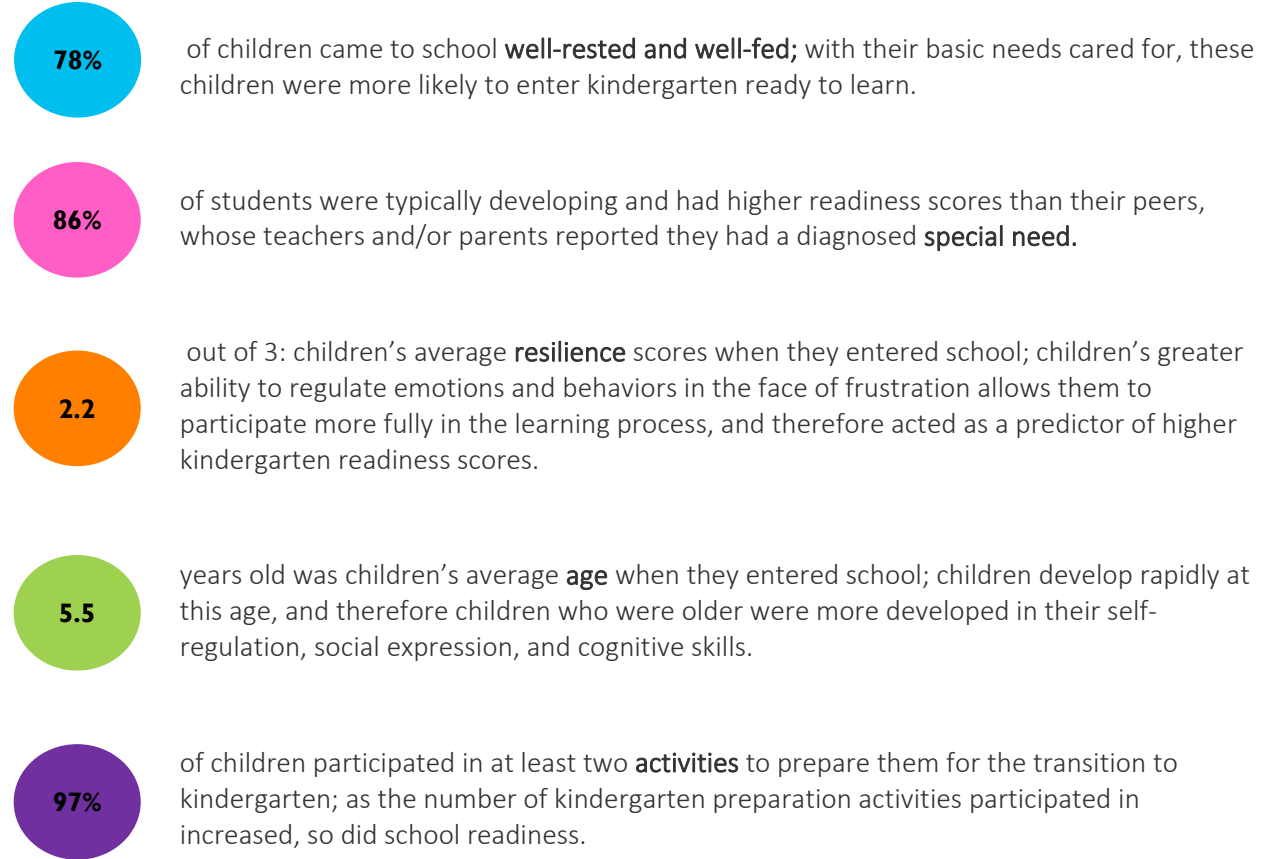 78%
of children came to school well-rested and well-fed; with their basic needs cared for, these
children were more likely to enter kindergarten ready to learn.
86%
of students were typically developing and had higher readiness scores than their peers,
whose teachers and/or parents reported they had a diagnosed special need.
2.2
out of 3: children’s average resilience scores when they entered school; children’s greater
ability to regulate emotions and behaviors in the face of frustration allows them to
participate more fully in the learning process, and therefore acted as a predictor of higher
kindergarten readiness scores.
5.5
years old was children’s average age when they entered school; children develop rapidly at
this age, and therefore children who were older were more developed in their self-
regulation, social expression, and cognitive skills.
97%
of children participated in at least two activities to prepare them for the transition to
kindergarten; as the number of kindergarten preparation activities participated in
increased, so did school readiness.